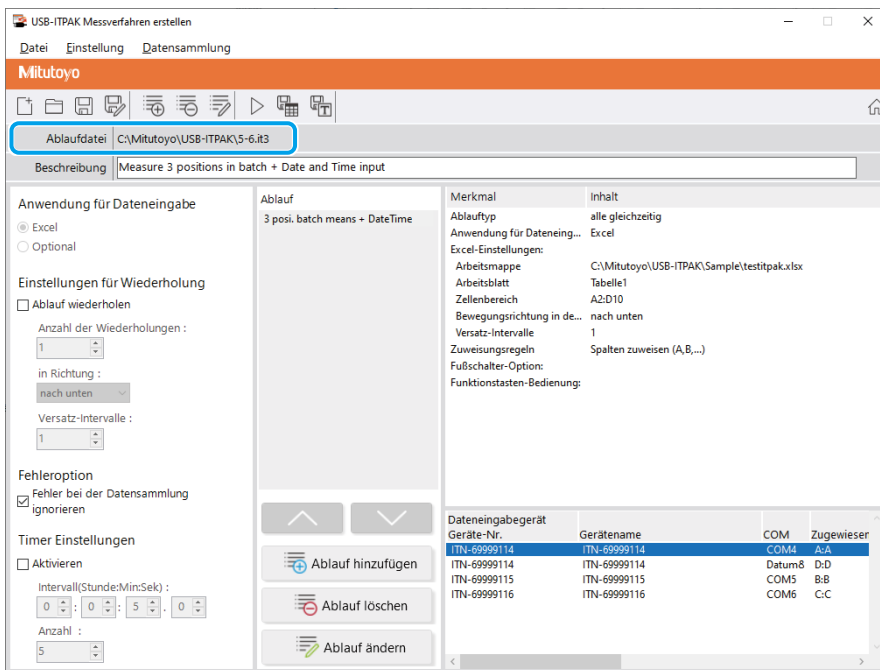 USB-ITPAK Messverfahren erstellen
Datei Einstellung Datensammlung
Mitutoyo
Ablaufdatei C:\Mitutoyo\USB-ITPAK\5-6.it3
Beschreibung Measure 3 positions in batch + Date and Time input
Anwendung für Dateneingabe
Excel
Optional
Einstellungen für Wiederholung
Ablauf wiederholen
Anzahl der Wiederholungen :
1
in Richtung :
nach unten
Versatz-Intervalle :
1
Fehleroption
Fehler bei der Datensammlung
ignorieren
Timer Einstellungen
Aktivieren
Intervall(Stunde:Min:Sek) :
0 : 0 : 5 . 0
Anzahl :
5
Ablauf
3 posi. batch means + DateTime
Ablauf hinzufügen
Ablauf löschen
Ablauf ändern
Merkmal Inhalt
Ablauftyp alle gleichzeitig
Anwendung für Dateneing... Excel
Excel-Einstellungen:
Arbeitsmappe C:\Mitutoyo\USB-ITPAK\Sample\testitpak.xlsx
Arbeitsblatt Tabelle1
Zellenbereich A2:D10
Bewegungsrichtung in de... nach unten
Versatz-Intervalle 1
Zuweisungsregeln Spalten zuweisen (A,B,...)
Fußschalter-Option:
Funktionstasten-Bedienung:
Dateneingabegerät
Geräte-Nr. Gerätename COM Zugewiesen
ITN-69999114 ITN-69999114 COM4 A:A
ITN-69999114 ITN-69999114 Datum8 D:D
ITN-69999115 ITN-69999115 COM5 B:B
ITN-69999116 ITN-69999116 COM6 C:C